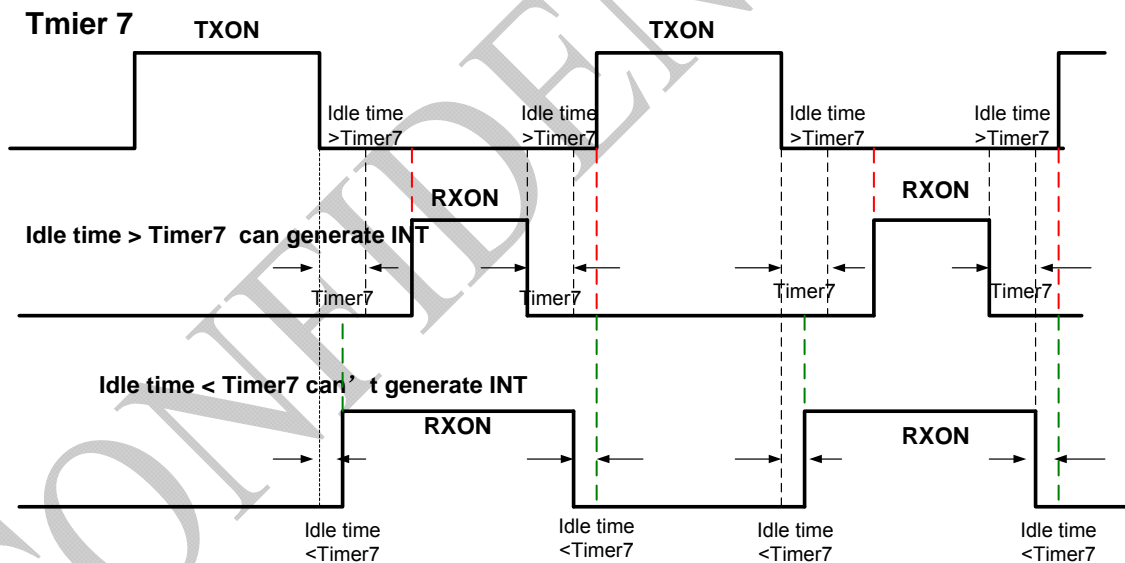 Tmier 7
TXON
TXON
Idle time
>Timer7
Idle time
>Timer7
Idle time
>Timer7
Idle time
>Timer7
RXON
RXON
Idle time > Timer7 can generate INT
Timer7
Timer7
Timer7
Timer7
Idle time < Timer7 can’t generate INT
RXON
RXON
Idle time
<Timer7
Idle time
<Timer7
Idle time
<Timer7
Idle time
<Timer7
CONFIDEN